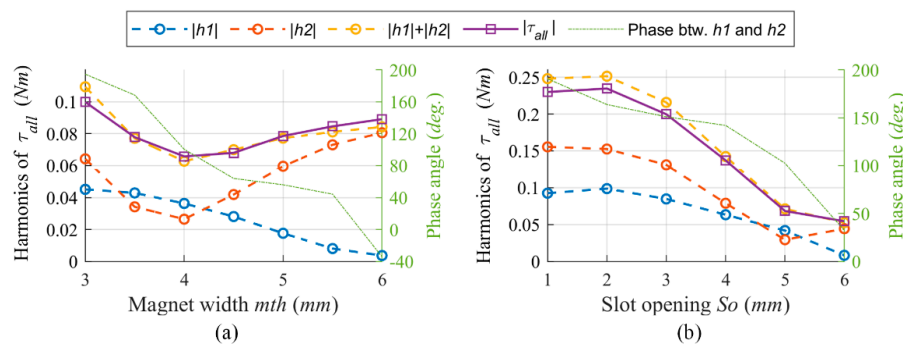 |h1| |h2| |h1|+|h2| |τall| Phase btw. h1 and h2
Harmonics of τall (Nm)
0.1
0.08
0.06
0.04
0.02
0
3 4 5 6
Magnet width mth (mm)
200
160
120
80
40
0
-40
Phase angle (deg.)
(a)
Harmonics of τ (Nm)
0.25
0.2
0.15
0.1
0.05
0
1 2 3 4 5 6
Slot opening So (mm)
200
150
100
50
0
Phase angle (deg.)
(b)